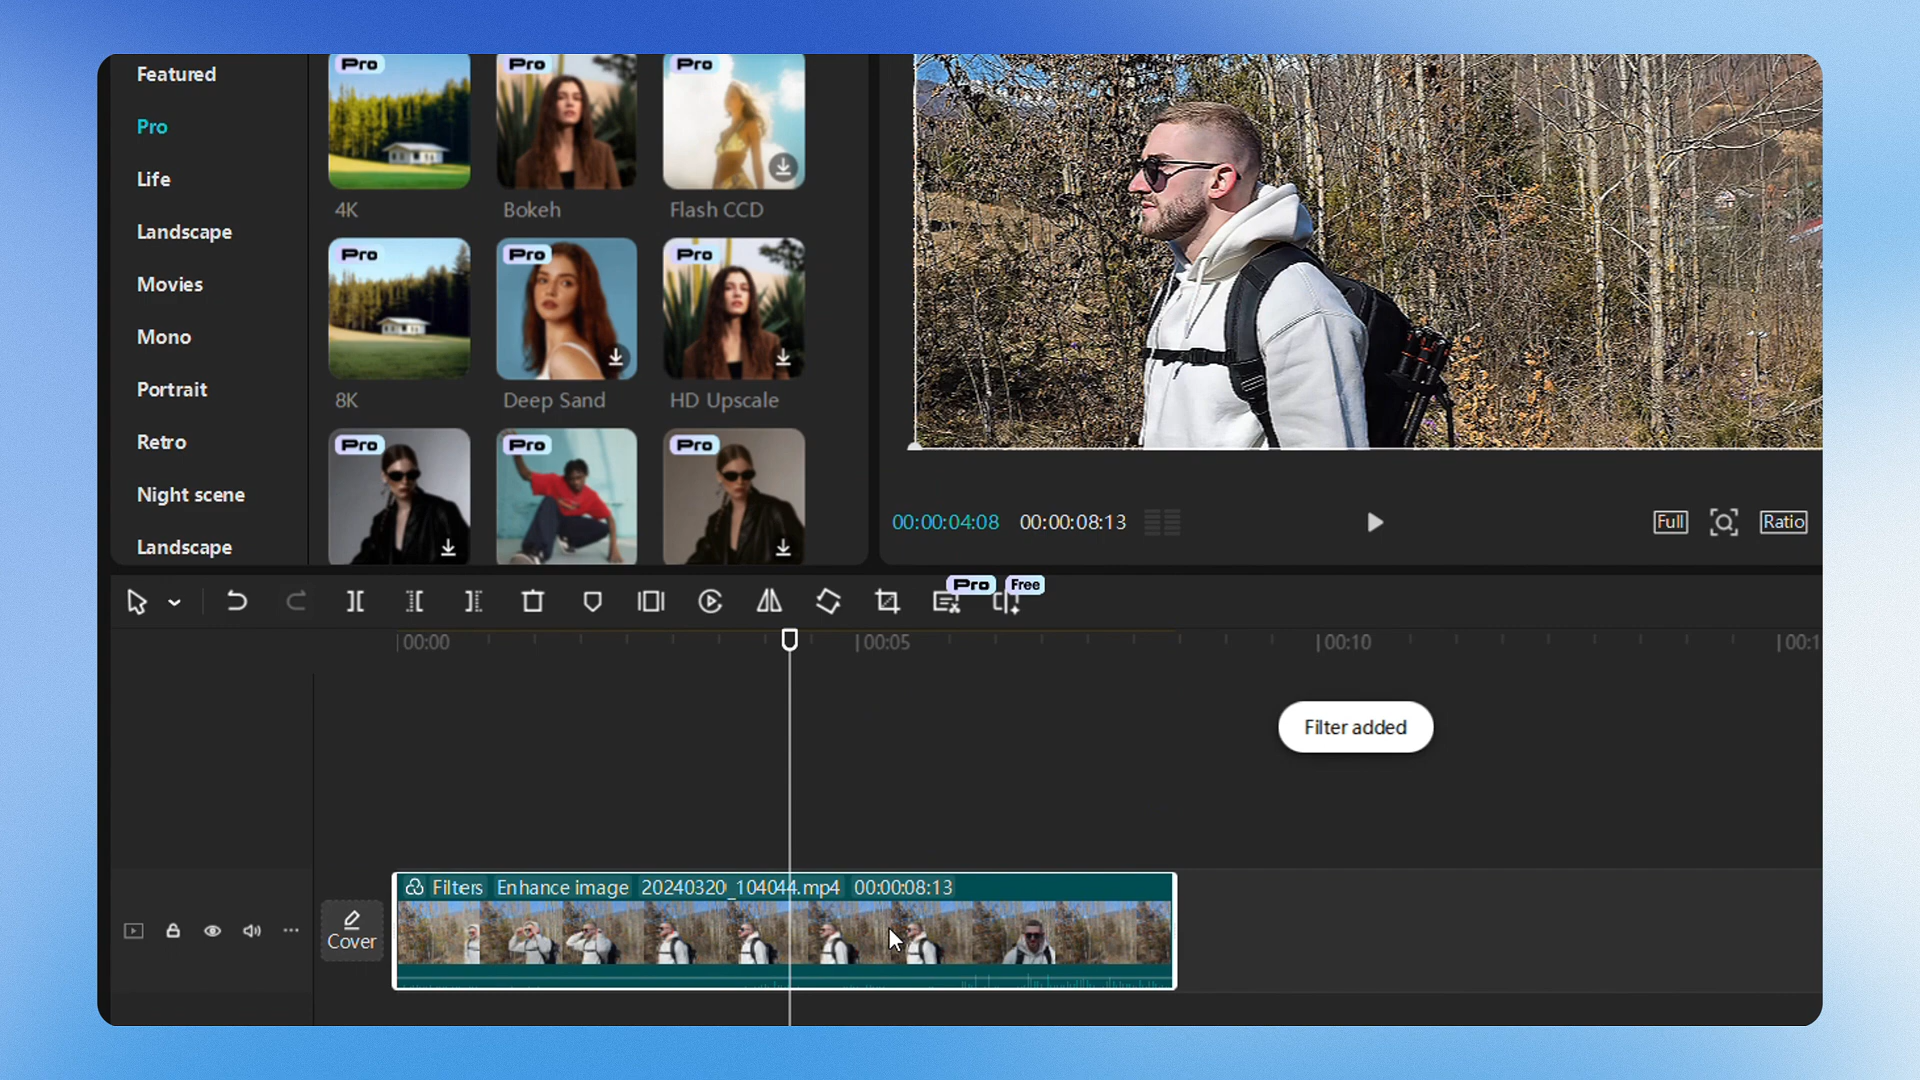 Featured
Pro
Life
Landscape
Movies
Mono
Portrait
Retro
Night scene
Landscape
Pro
Pro
Pro
4K
Bokeh
Flash CCD
Pro
Pro
Pro
8K
Deep Sand
HD Upscale
Pro
Pro
Pro
00:00:04:08 00:00:08:13
Full
Ratio
Pro
Free
00:00
00:05
00:10
00:1
Filter added
Filters Enhance image 20240320_104044.mp4 00:00:08:13
Cover